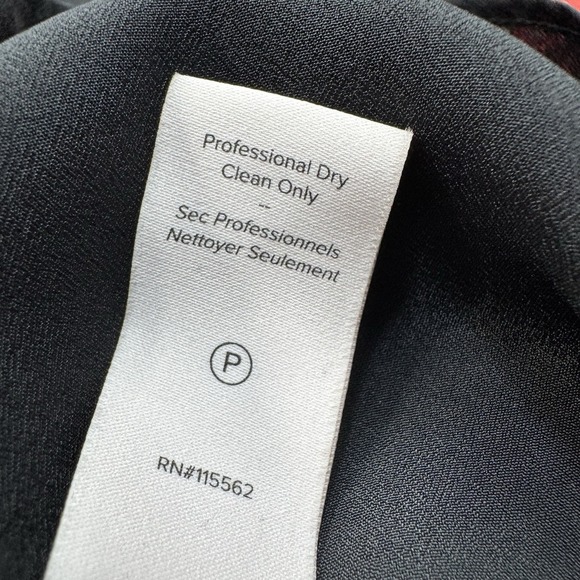 Professional Dry
Clean Only
--
Sec Professionnels
Nettoyer Seulement
P
RN#115562